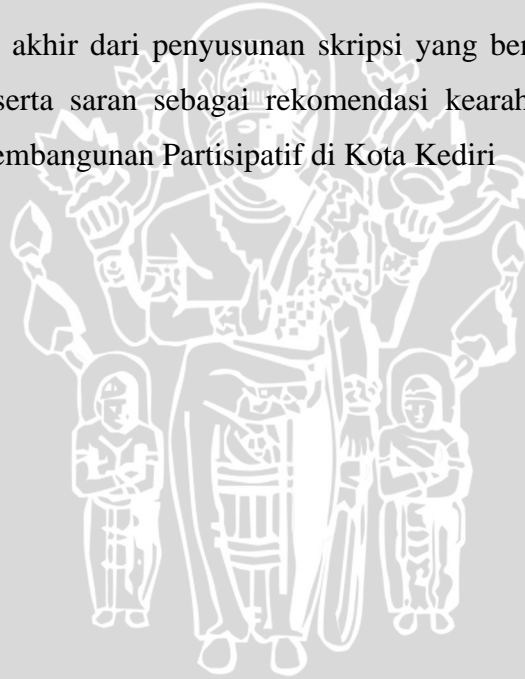 akhir dari penyusunan skripsi yang ber
serta saran sebagai rekomendasi kearah
embangunan Partisipatif di Kota Kediri